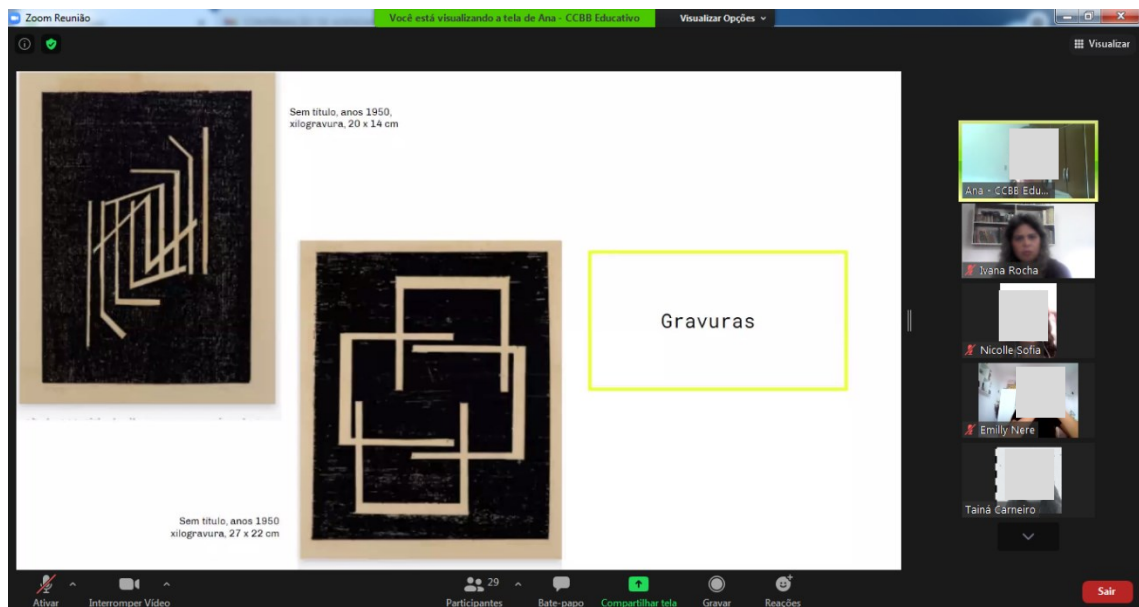 Zoom Reunião
Você está visualizando a tela de Ana - CCBB Educativo
Visualizar Opções
Visualizar
Sem título, anos 1950,
xilogravura, 20 x 14 cm
Gravuras
Sem título, anos 1950
xilogravura, 27 x 22 cm
Ana - CCBB Edu...
Ivana Rocha
Nicolle Sofia
Emilly Nere
Tainá Carneiro
Ativar
Interromper Vídeo
29
Participantes
Bate-papo
Compartilhar tela
Gravar
Reações
Sair